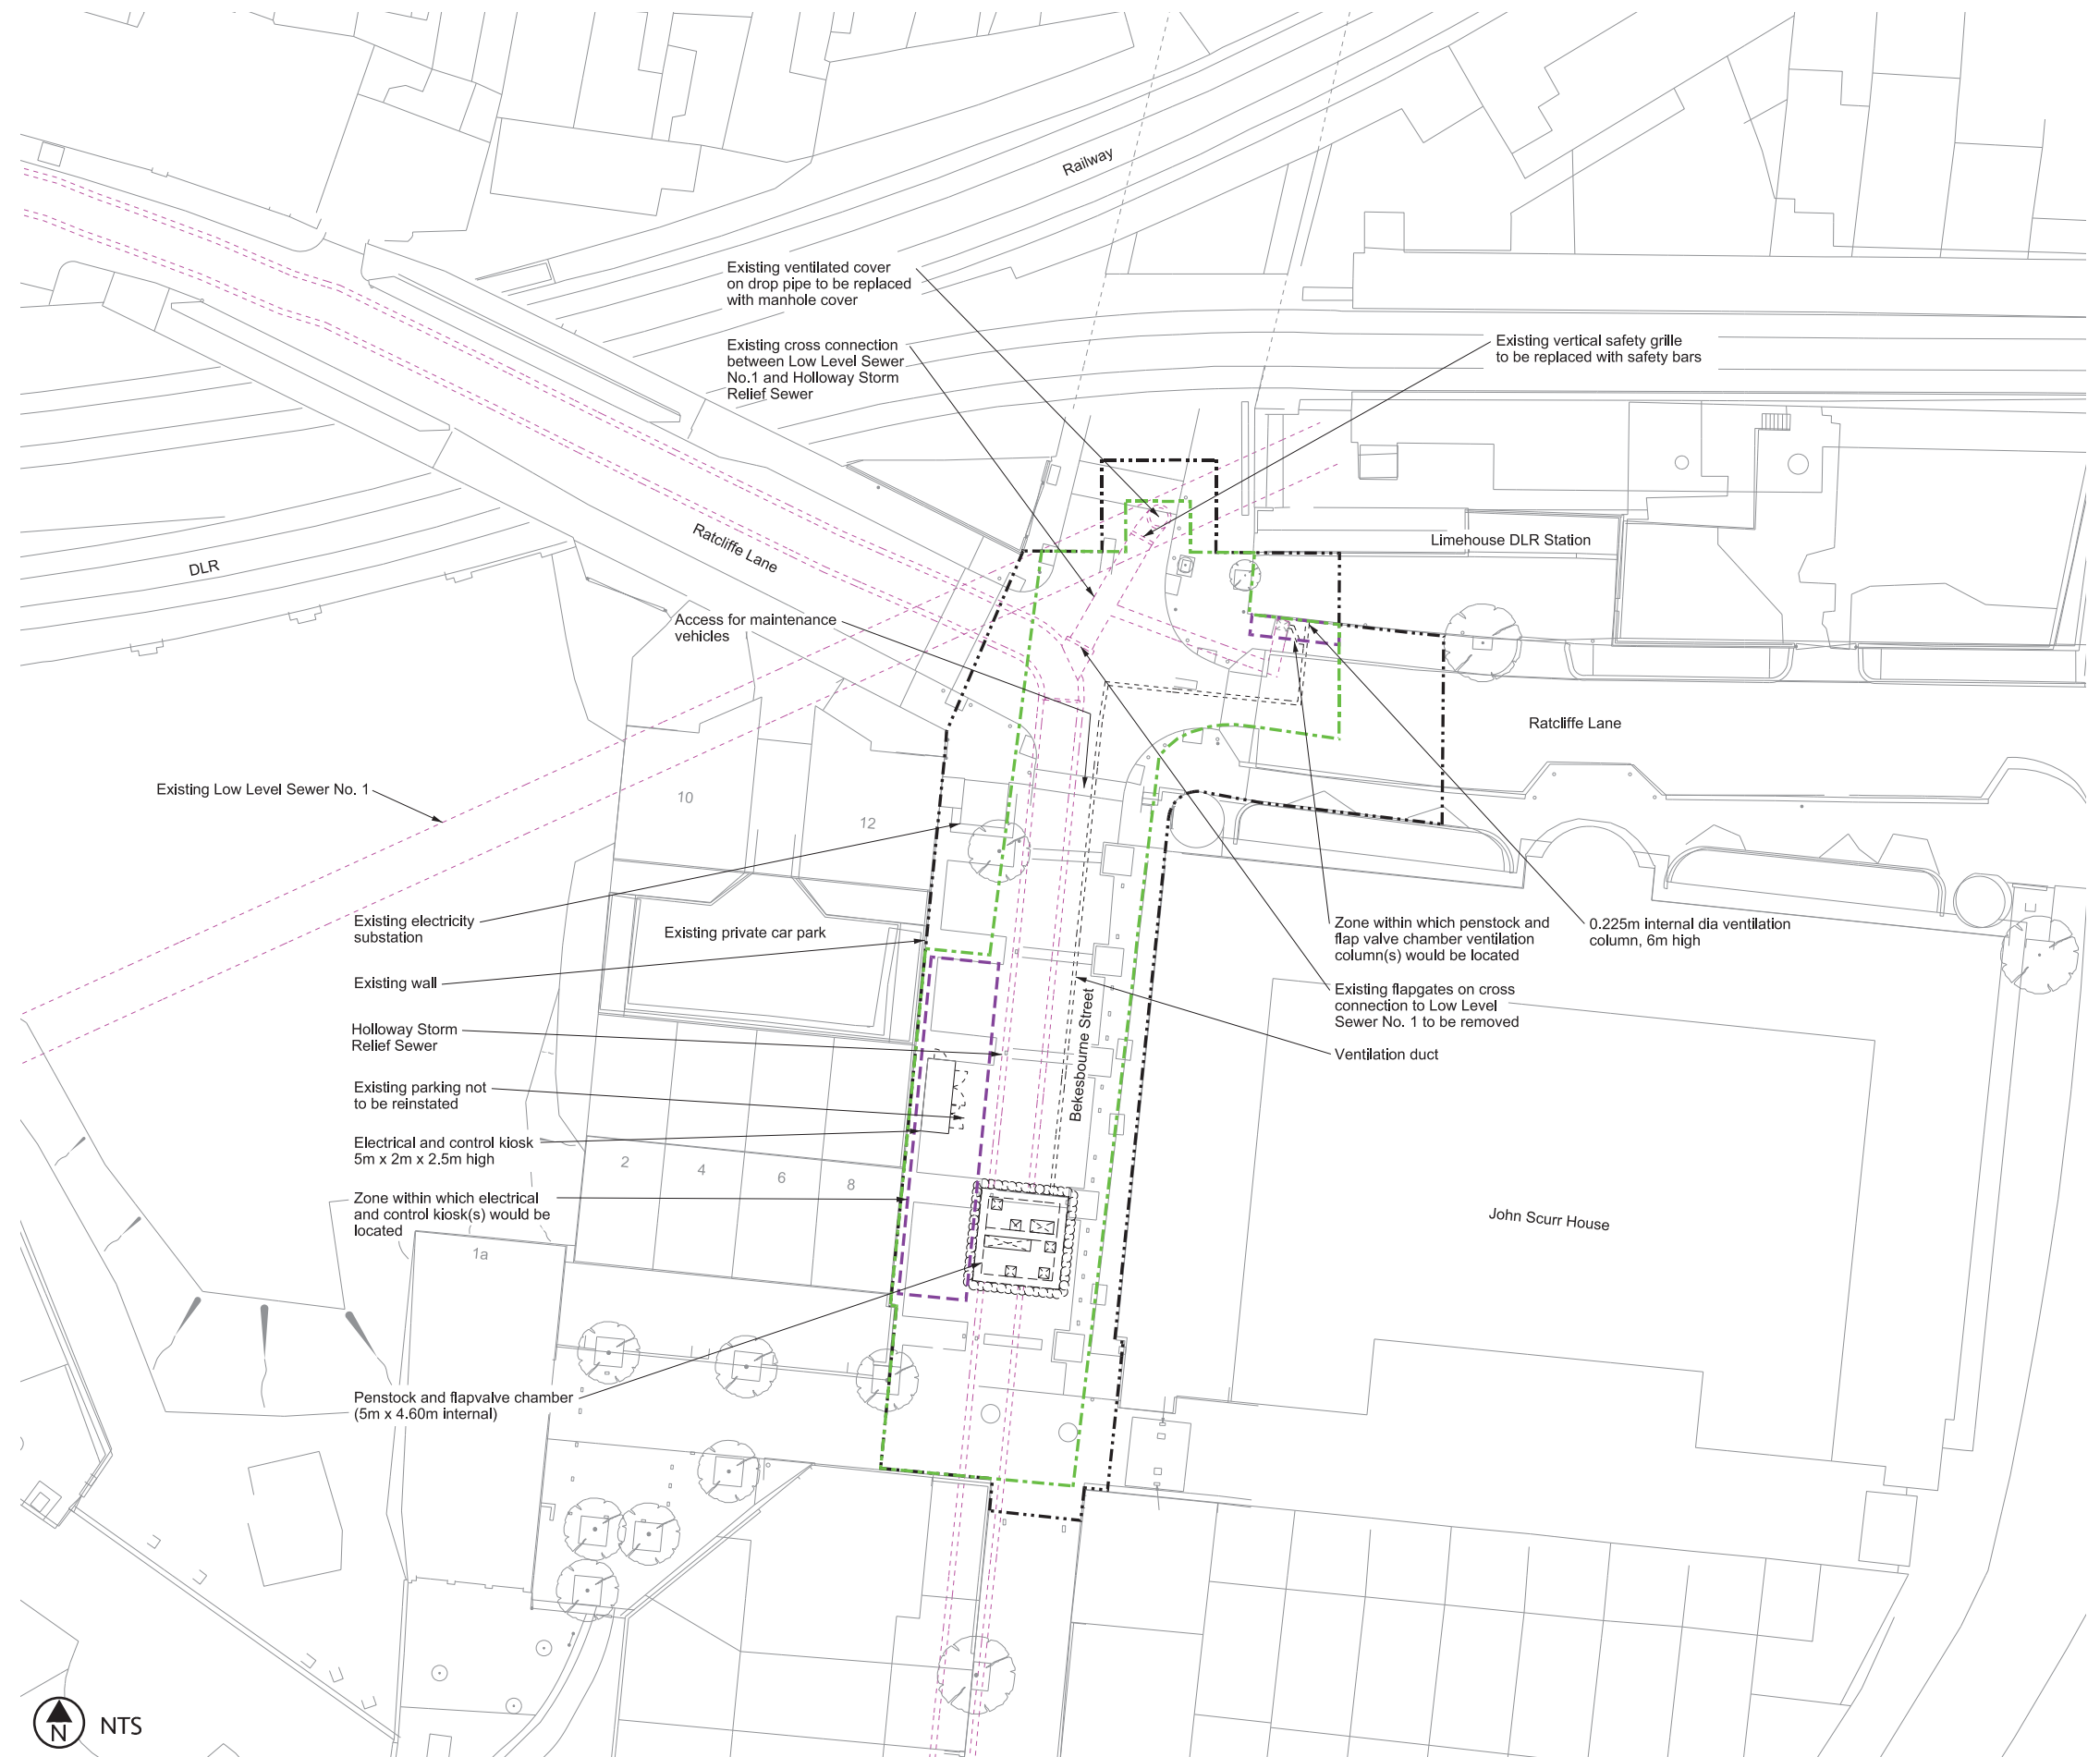 Railway
Existing ventilated cover
on drop pipe to be replaced
with manhole cover
Existing cross connection
between Low Level Sewer
No.1 and Holloway Storm
Relief Sewer
Existing vertical safety grille
to be replaced with safety bars
Ratcliffe Lane
Limehouse DLR Station
DLR
Access for maintenance
vehicles
Ratcliffe Lane
Existing Low Level Sewer No. 1
10
12
Existing electricity
substation
Existing private car park
Zone within which penstock and
flap valve chamber ventilation
column(s) would be located
0.225m internal dia ventilation
column, 6m high
Existing wall
Existing flapgates on cross
connection to Low Level
Sewer No. 1 to be removed
Holloway Storm
Relief Sewer
Bekesbourne Street
Ventilation duct
Existing parking not
to be reinstated
Electrical and control kiosk
5m x 2m x 2.5m high
2
4
6
8
Zone within which electrical
and control kiosk(s) would be
located
John Scurr House
1a
Penstock and flapvalve chamber
(5m x 4.60m internal)
N
NTS